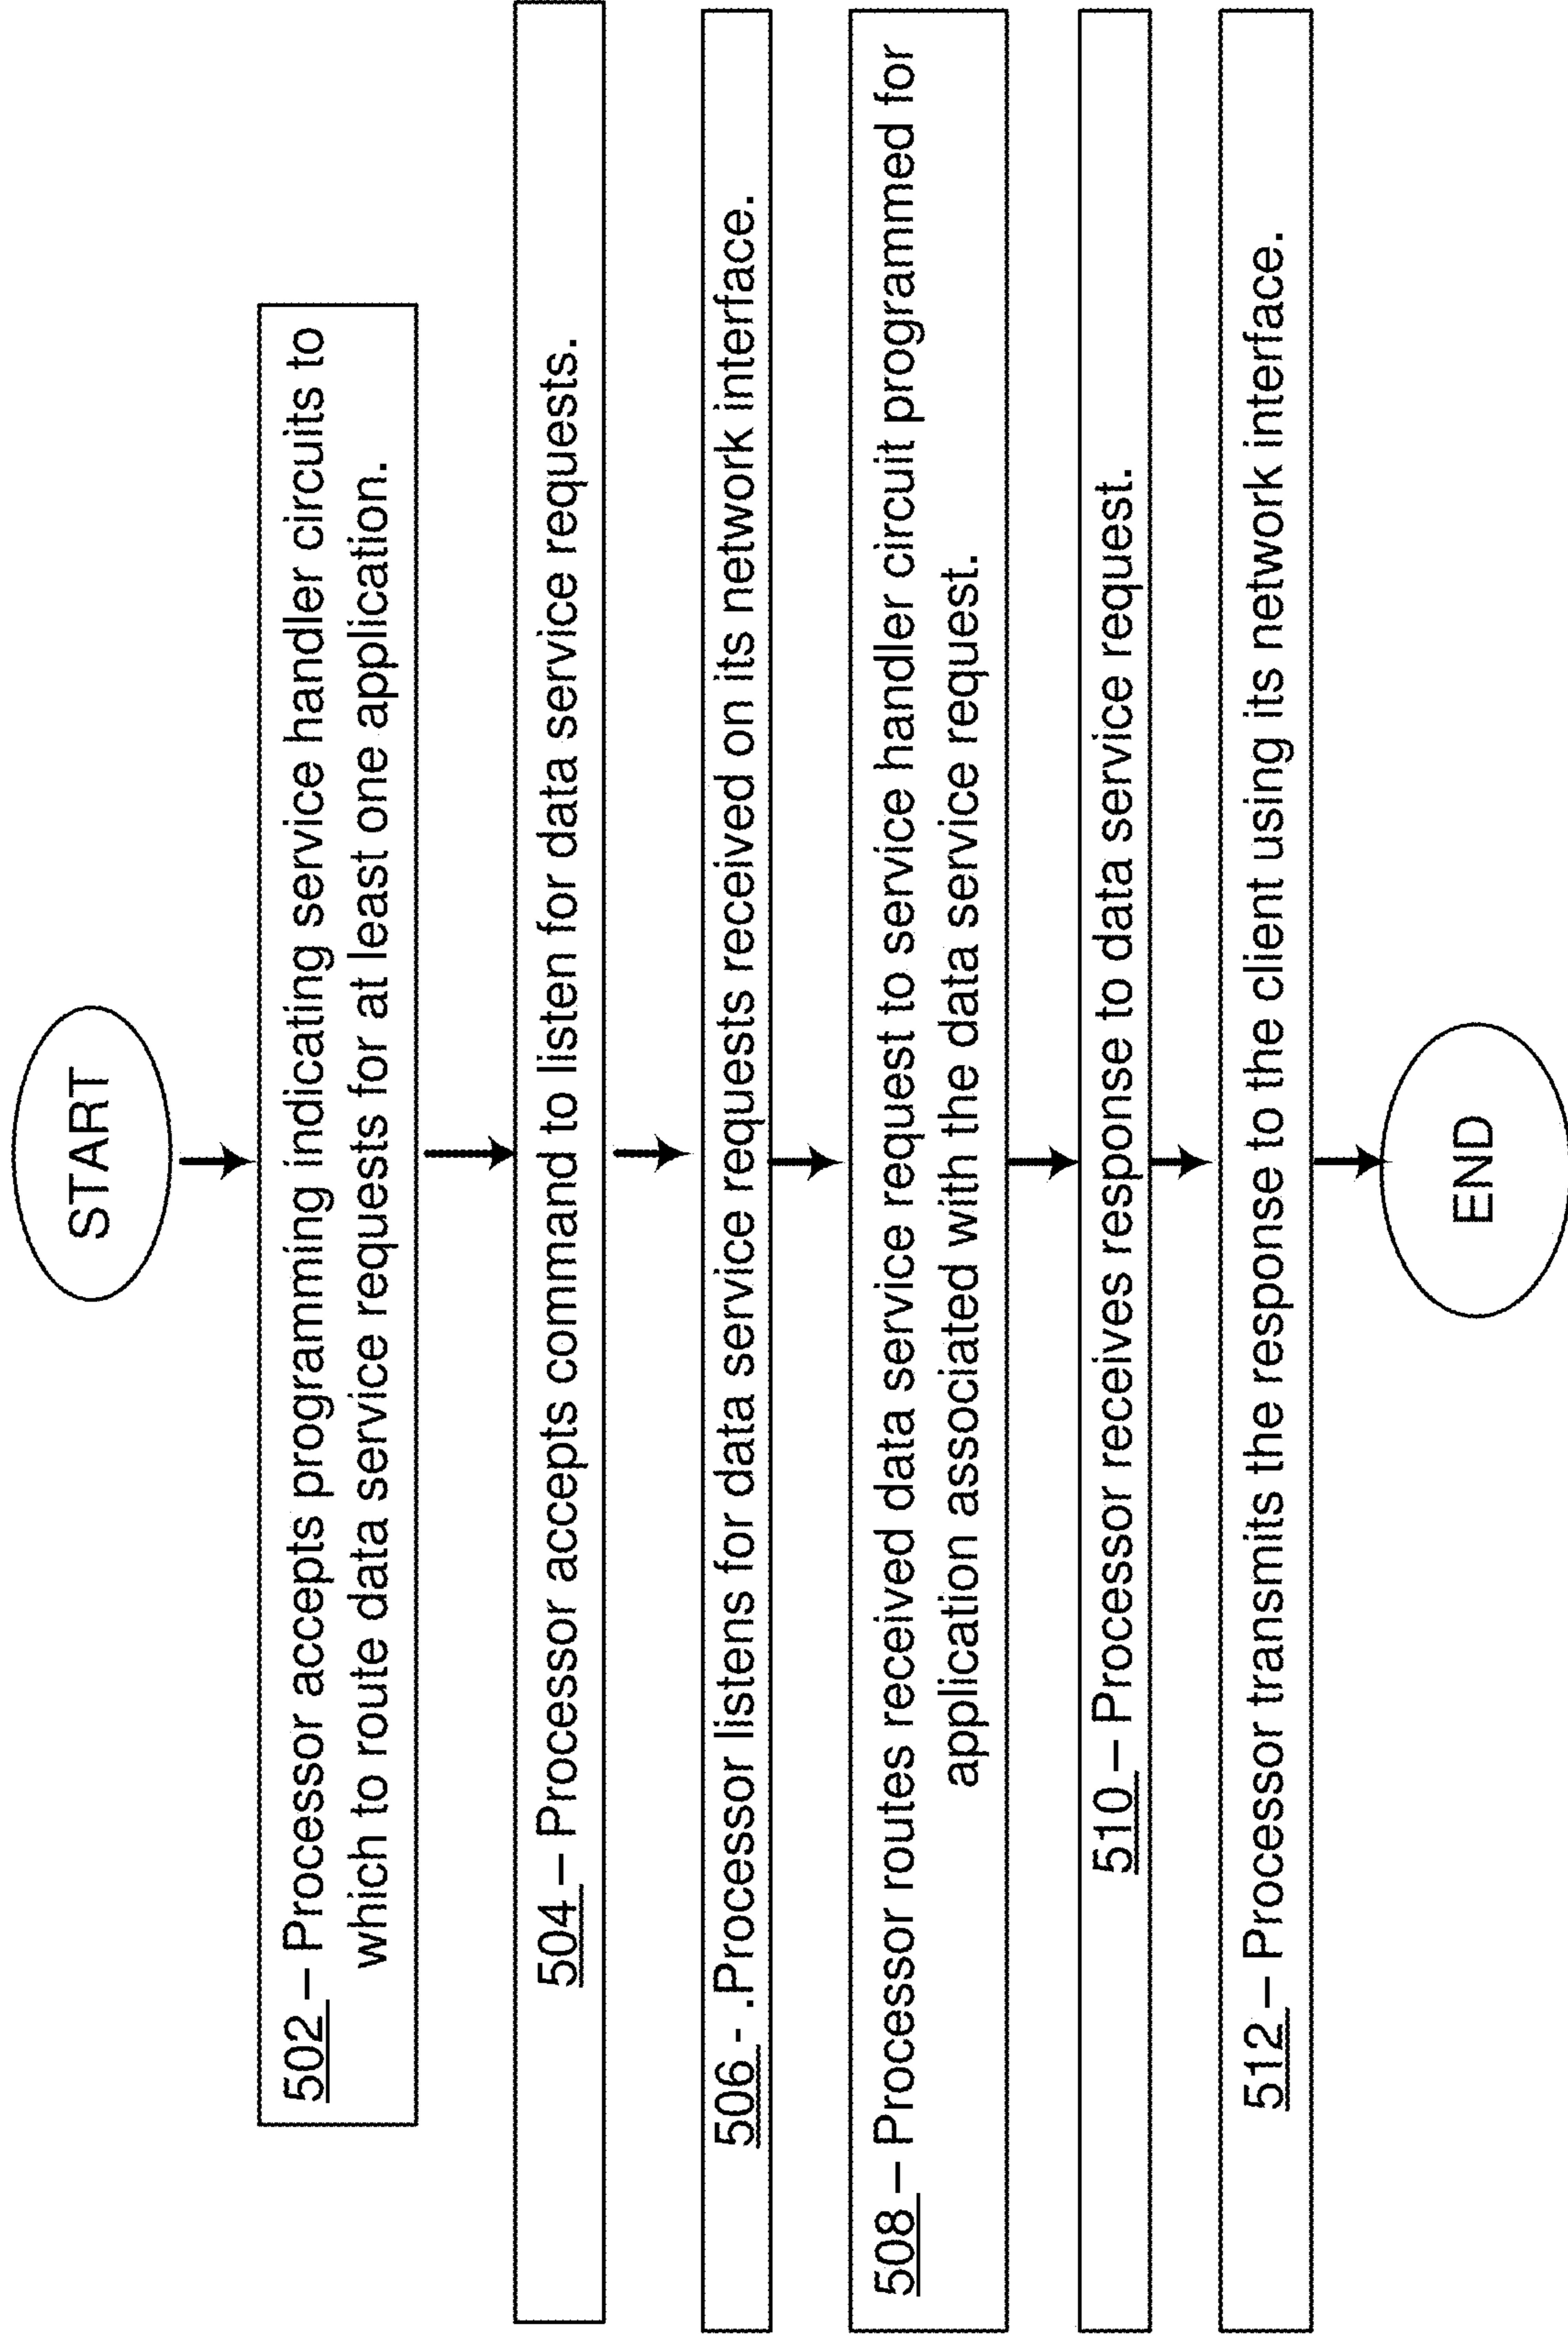 START
502 – Processor accepts programming indicating service handler circuits to
which to route data service requests for at least one application.
504 – Processor accepts command to listen for data service requests.
506 - .Processor listens for data service requests received on its network interface.
508 – Processor routes received data service request to service handler circuit programmed for
application associated with the data service request.
510 – Processor receives response to data service request.
512 – Processor transmits the response to the client using its network interface.
END